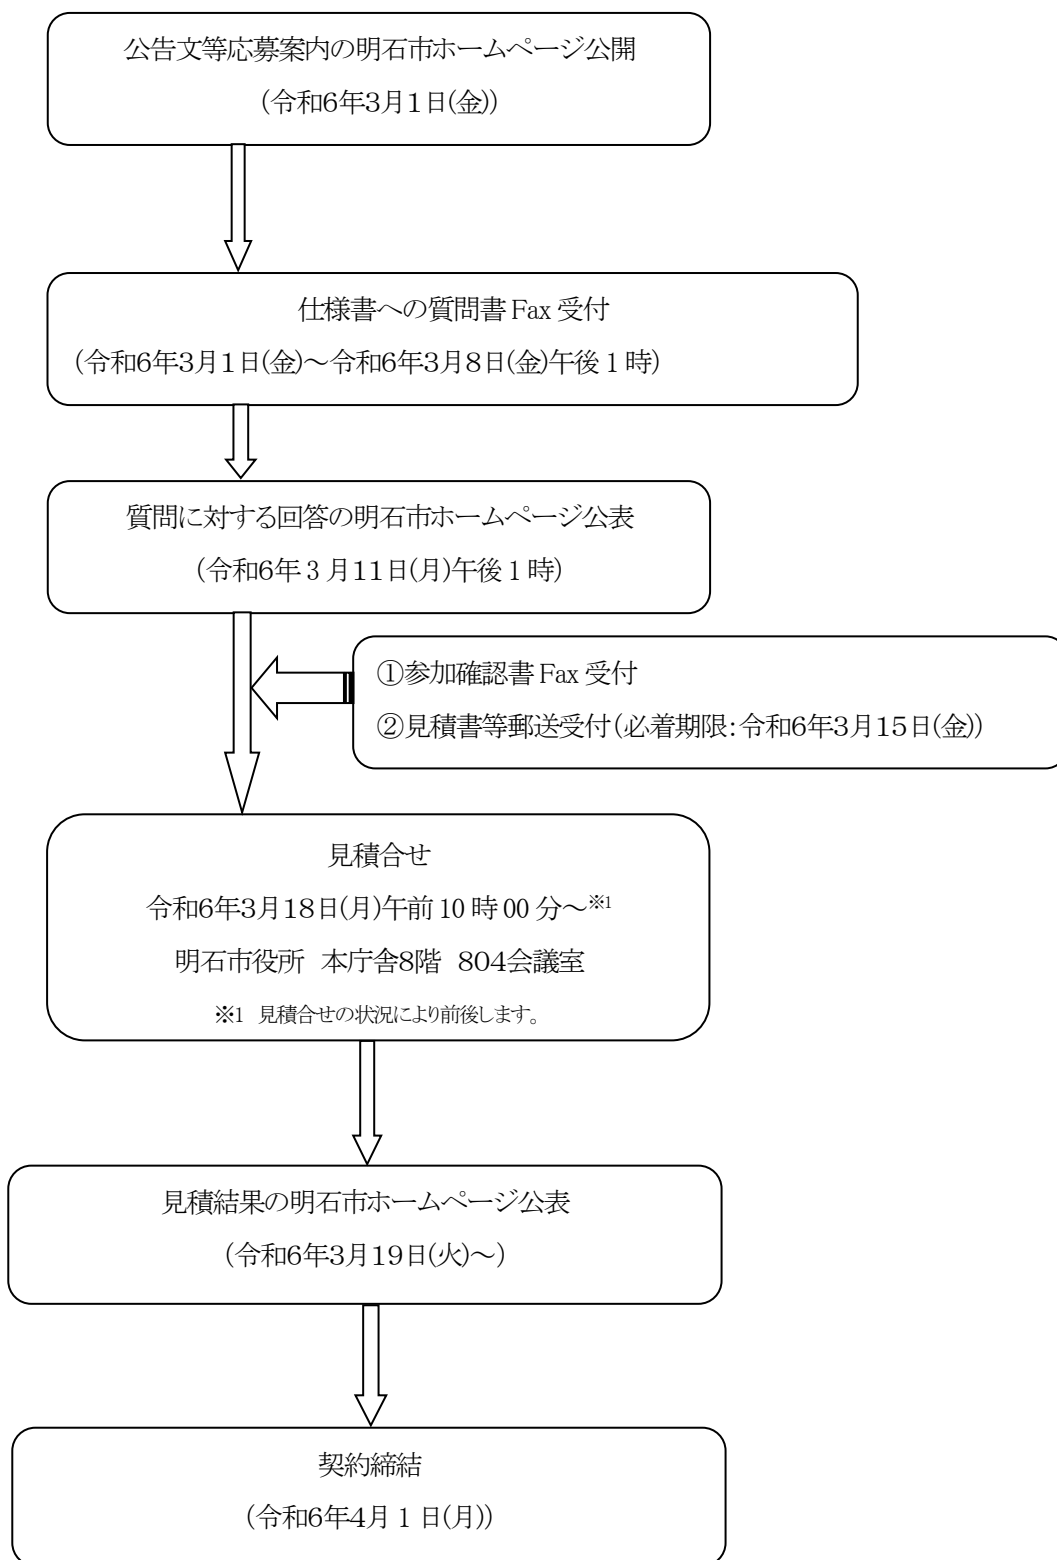 公告文等応募案内の明石市ホームページ公開
(令和6年3月1日(金))
仕様書への質問書 Fax 受付
(令和6年3月1日(金)～令和6年3月8日(金)午後1時)
質問に対する回答の明石市ホームページ公表
(令和6年3月11日(月)午後1時)
①参加確認書 Fax 受付
②見積書等郵送受付(必着期限:令和6年3月15日(金))
見積合せ
令和6年3月18日(月)午前10時00分～※1
明石市役所 本庁舎8階 804会議室
※1 見積合せの状況により前後します。
見積結果の明石市ホームページ公表
(令和6年3月19日(火)～)
契約締結
(令和6年4月1日(月))